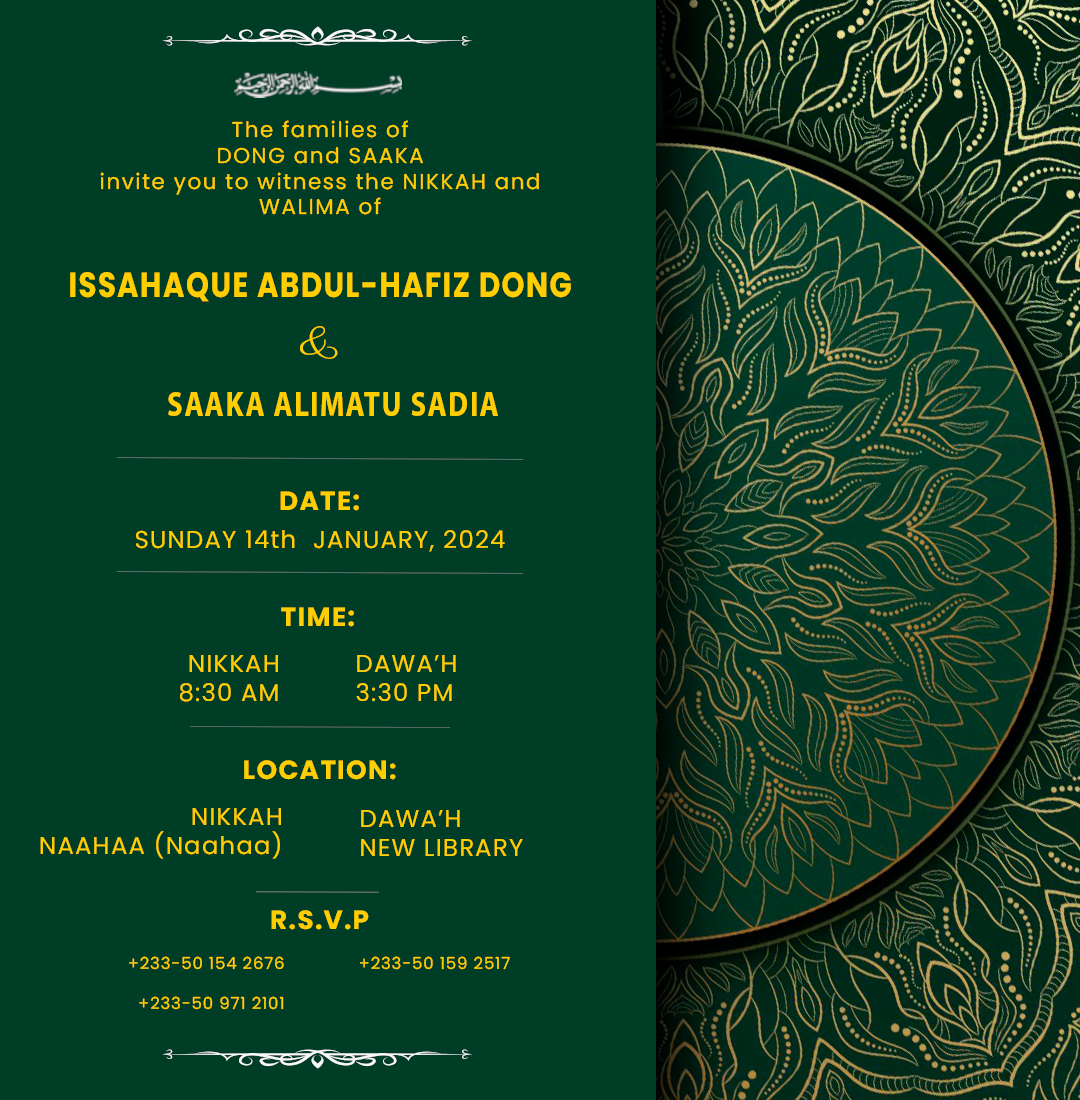 بسم الله الرحمن الرحيم
The families of
DONG and SAAKA
invite you to witness the NIKKAH and
WALIMA of
ISSAHAQUE ABDUL-HAFIZ DONG
&
SAAKA ALIMATU SADIA
DATE:
SUNDAY 14th JANUARY, 2024
TIME:
NIKKAH
8:30 AM
DAWA’H
3:30 PM
LOCATION:
NIKKAH
NAAHAA (Naahaa)
DAWA’H
NEW LIBRARY
R.S.V.P
+233-50 154 2676
+233-50 159 2517
+233-50 971 2101